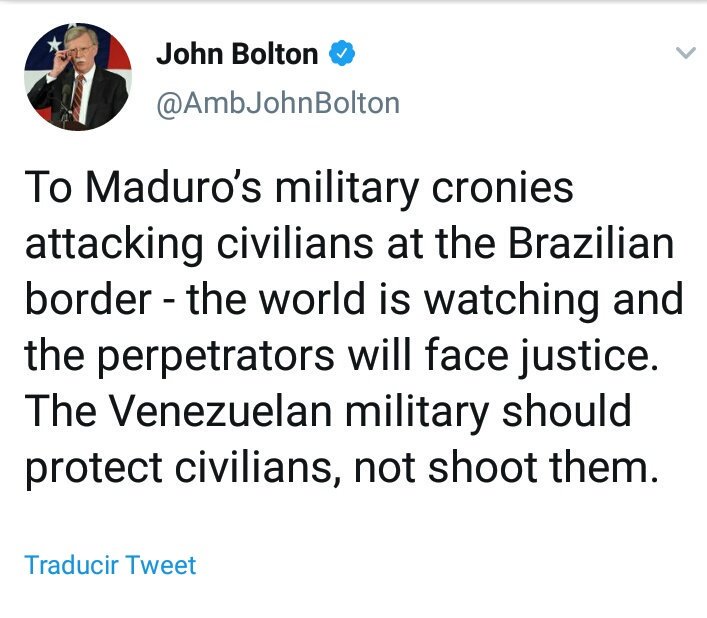 John Bolton
@AmbJohnBolton
To Maduro’s military cronies
attacking civilians at the Brazilian
border - the world is watching and
the perpetrators will face justice.
The Venezuelan military should
protect civilians, not shoot them.
Traducir Tweet